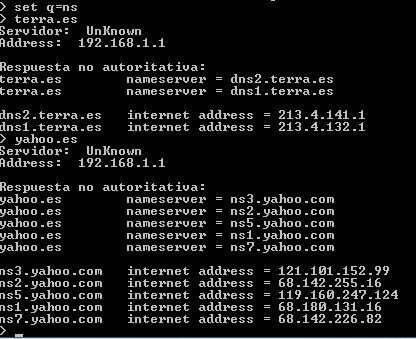 > set q=ns
> terra.es
Servidor:  UnKnown
Address:  192.168.1.1
Respuesta no autoritativa:
terra.es        nameserver = dns2.terra.es
terra.es        nameserver = dns1.terra.es
dns2.terra.es   internet address = 213.4.141.1
dns1.terra.es   internet address = 213.4.132.1
> yahoo.es
Servidor:  UnKnown
Address:  192.168.1.1
Respuesta no autoritativa:
yahoo.es        nameserver = ns3.yahoo.com
yahoo.es        nameserver = ns2.yahoo.com
yahoo.es        nameserver = ns5.yahoo.com
yahoo.es        nameserver = ns1.yahoo.com
yahoo.es        nameserver = ns7.yahoo.com
ns3.yahoo.com   internet address = 121.101.152.99
ns2.yahoo.com   internet address = 68.142.255.16
ns5.yahoo.com   internet address = 119.160.247.124
ns1.yahoo.com   internet address = 68.180.131.16
ns7.yahoo.com   internet address = 68.142.226.82
> _